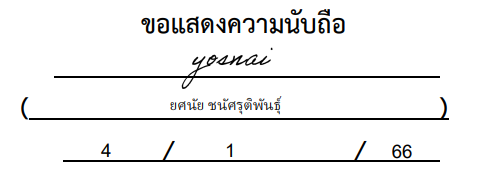 ขอแสดงความนับถือ
yosnai
( ยศนัย ชนัศรุติพันธุ์ )
4 / 1 / 66